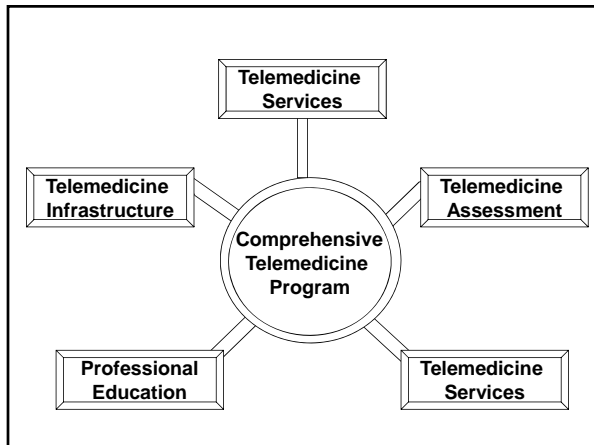 Telemedicine
Services
Telemedicine
Infrastructure
Telemedicine
Assessment
Comprehensive
Telemedicine
Program
Professional
Education
Telemedicine
Services